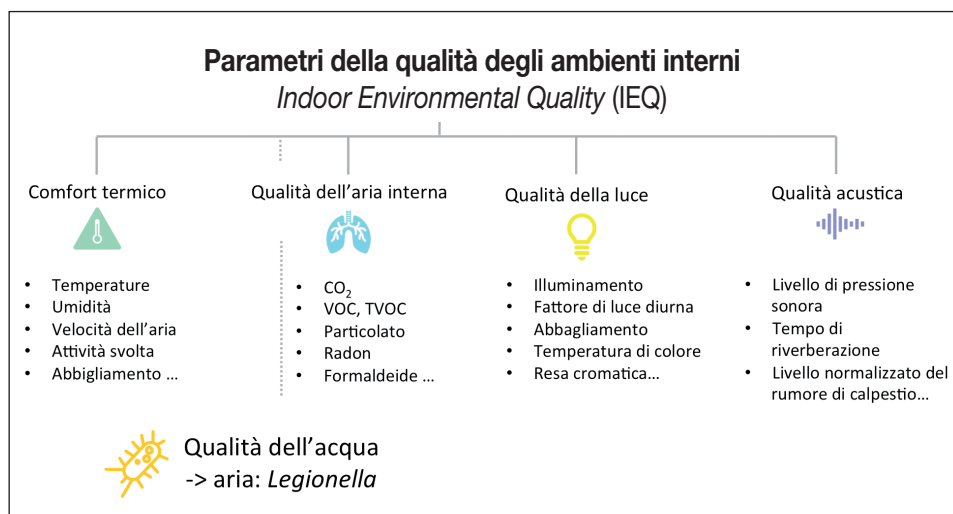 Parametri della qualità degli ambienti interni
Indoor Environmental Quality (IEQ)
Comfort termico
• Temperature
• Umidità
• Velocità dell'aria
• Attività svolta
• Abbigliamento ...
Qualità dell'aria interna
• CO₂
• VOC, TVOC
• Particolato
• Radon
• Formaldeide ...
Qualità della luce
• Illuminamento
• Fattore di luce diurna
• Abbagliamento
• Temperatura di colore
• Resa cromatica...
Qualità acustica
• Livello di pressione
sonora
• Tempo di
riverberazione
• Livello normalizzato del
rumore di calpestio...
Qualità dell'acqua
-> aria: Legionella